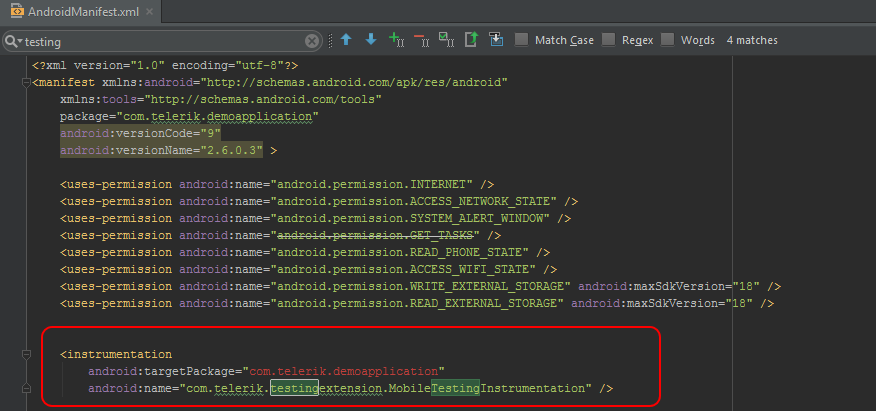 AndroidManifest.xml
testing Match Case Regex Words 4 matches
<?xml version="1.0" encoding="utf-8"?>
<manifest xmlns:android="http://schemas.android.com/apk/res/android"
xmlns:tools="http://schemas.android.com/tools"
package="com.telerik.demoapplication"
android:versionCode="9"
android:versionName="2.6.0.3" >
<uses-permission android:name="android.permission.INTERNET" />
<uses-permission android:name="android.permission.ACCESS_NETWORK_STATE" />
<uses-permission android:name="android.permission.SYSTEM_ALERT_WINDOW" />
<uses-permission android:name="android.permission.GET_TASKS" />
<uses-permission android:name="android.permission.READ_PHONE_STATE" />
<uses-permission android:name="android.permission.ACCESS_WIFI_STATE" />
<uses-permission android:name="android.permission.WRITE_EXTERNAL_STORAGE" android:maxSdkVersion="18" />
<uses-permission android:name="android.permission.READ_EXTERNAL_STORAGE" android:maxSdkVersion="18" />
<instrumentation
android:targetPackage="com.telerik.demoapplication"
android:name="com.telerik.testingextension.MobileTestingInstrumentation" />